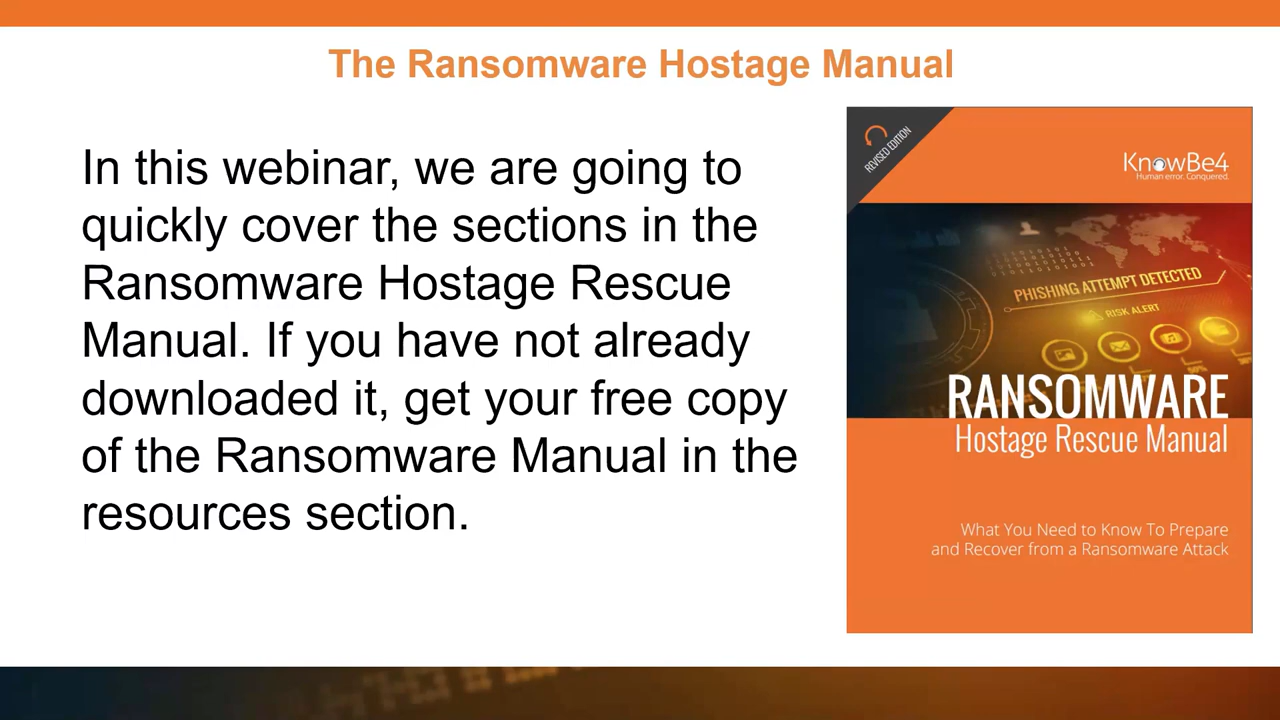 The Ransomware Hostage Manual
In this webinar, we are going to
quickly cover the sections in the
Ransomware Hostage Rescue
Manual. If you have not already
downloaded it, get your free copy
of the Ransomware Manual in the
resources section.
REVISED EDITION
KnowBe4
Human error. Conquered.
PHISHING ATTEMPT DETECTED
RISK ALERT
RANSOMWARE
Hostage Rescue Manual
What You Need to Know To Prepare
and Recover from a Ransomware Attack